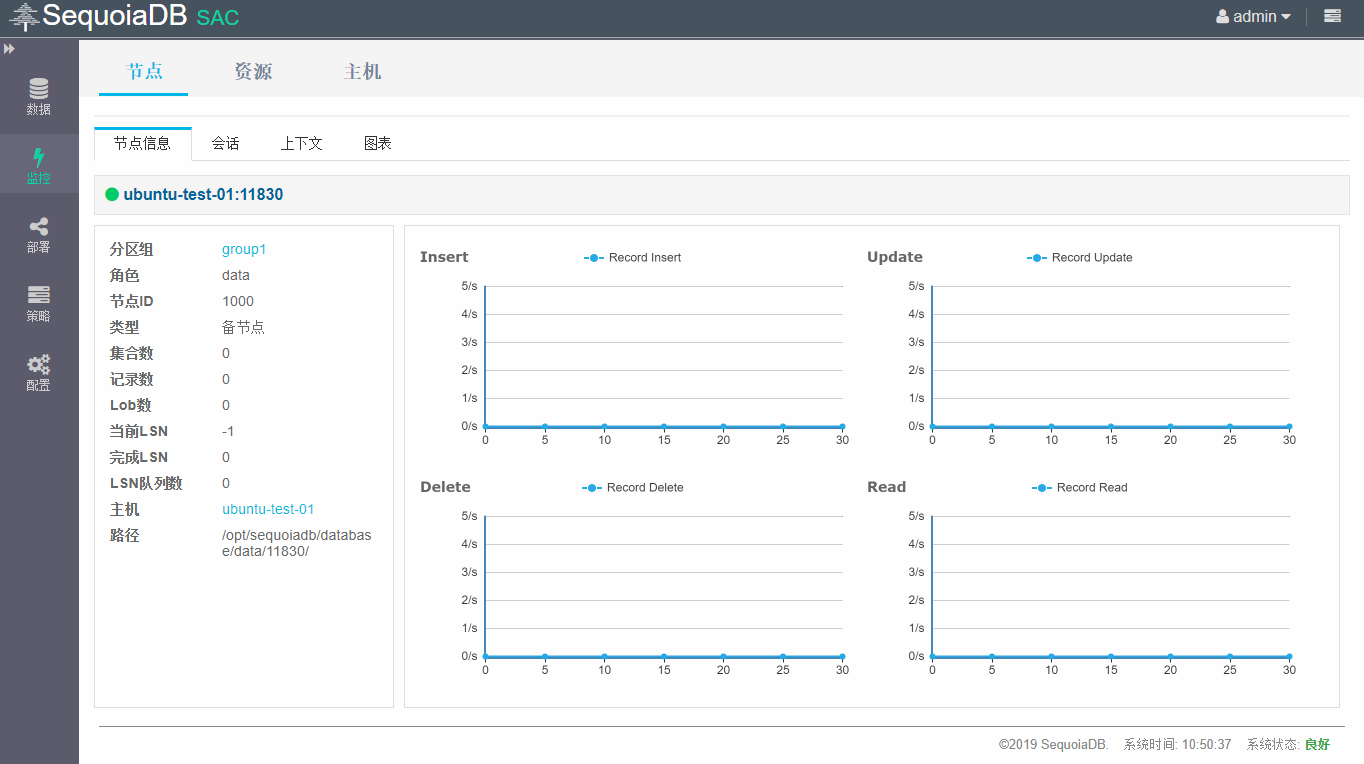 SequoiaDB SAC
admin
节点 资源 主机
数据
监控
部署
策略
配置
节点信息 会话 上下文 图表
ubuntu-test-01:11830
分区组 group1
角色 data
节点ID 1000
类型 备节点
集合数 0
记录数 0
Lob数 0
当前LSN -1
完成LSN 0
LSN队列数 0
主机 ubuntu-test-01
路径 /opt/sequoiadb/databas
e/data/11830/
Insert Record Insert
5/s
4/s
3/s
2/s
1/s
0/s
0 5 10 15 20 25 30
Update Record Update
5/s
4/s
3/s
2/s
1/s
0/s
0 5 10 15 20 25 30
Delete Record Delete
5/s
4/s
3/s
2/s
1/s
0/s
0 5 10 15 20 25 30
Read Record Read
5/s
4/s
3/s
2/s
1/s
0/s
0 5 10 15 20 25 30
©2019 SequoiaDB. 系统时间: 10:50:37 系统状态: 良好